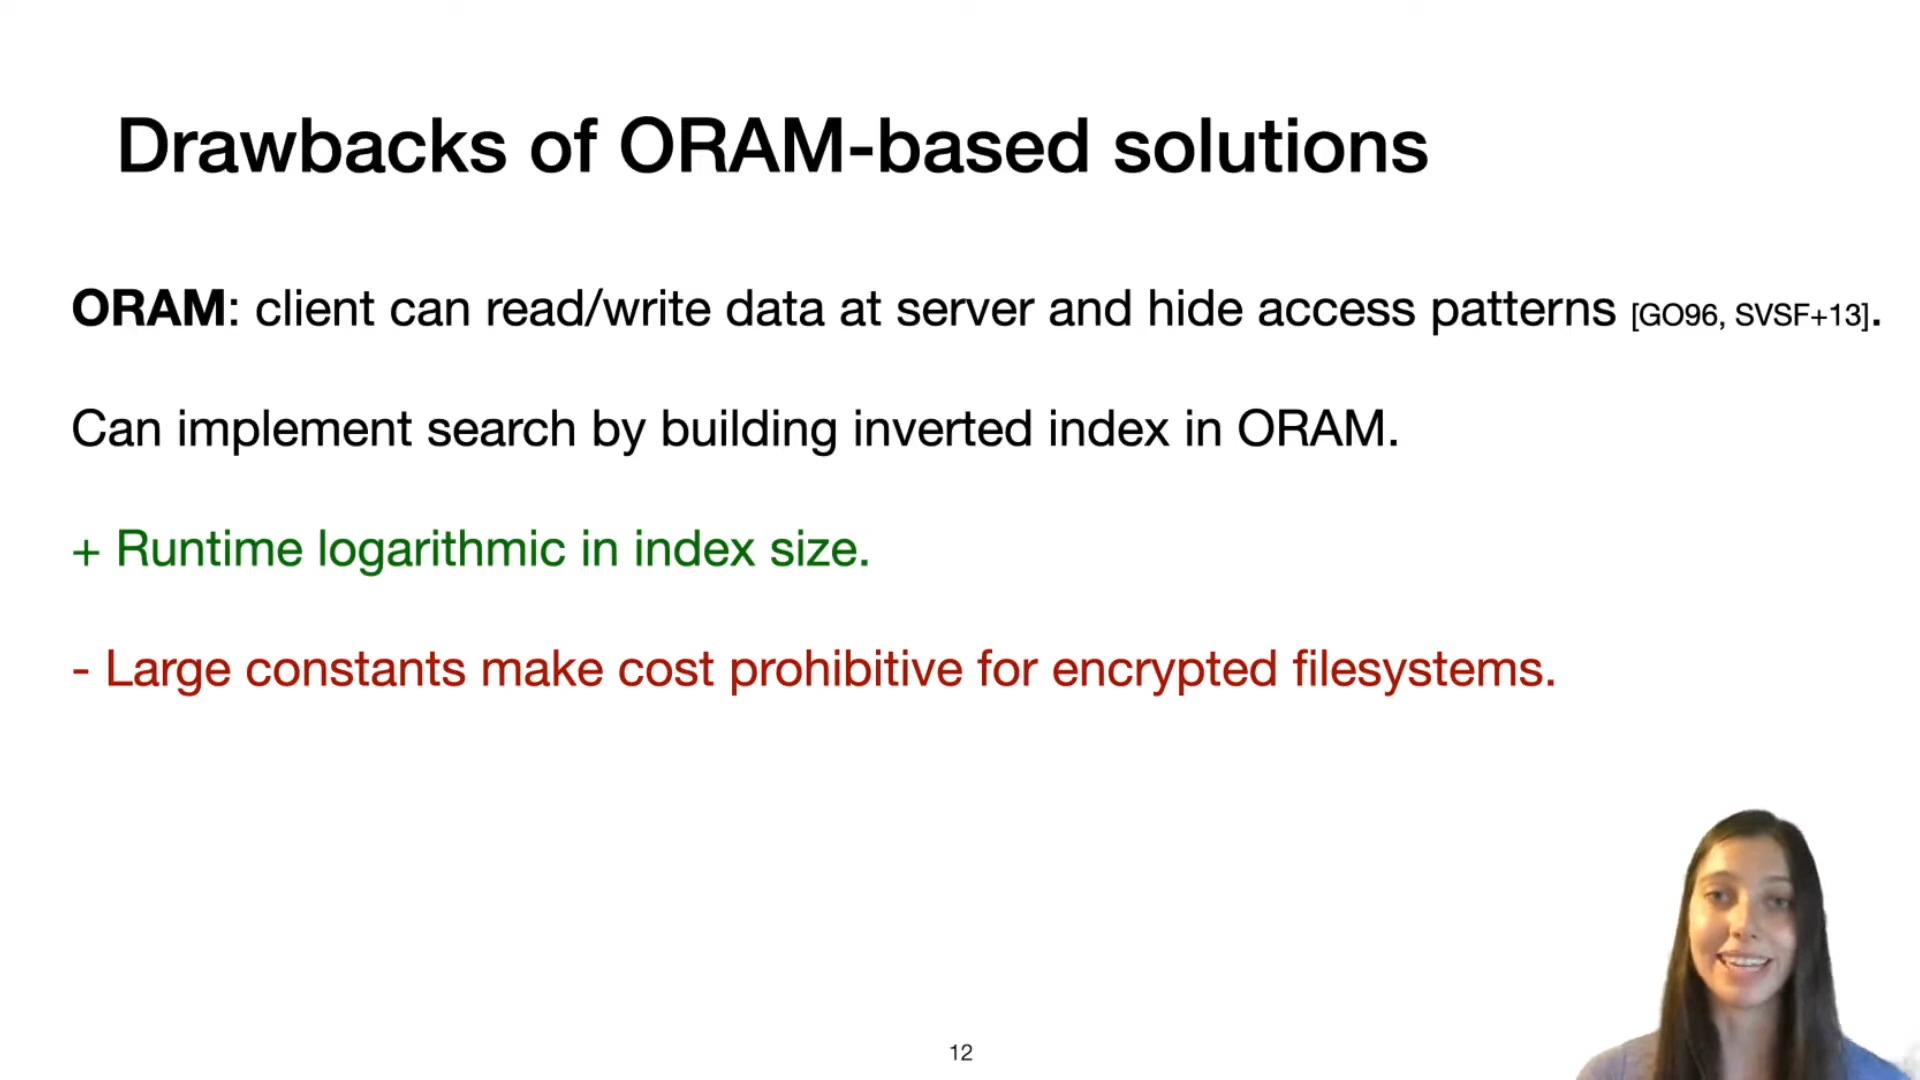 Drawbacks of ORAM-based solutions
ORAM: client can read/write data at server and hide access patterns [GO96, SVSF+13].
Can implement search by building inverted index in ORAM.
+ Runtime logarithmic in index size.
- Large constants make cost prohibitive for encrypted filesystems.
12